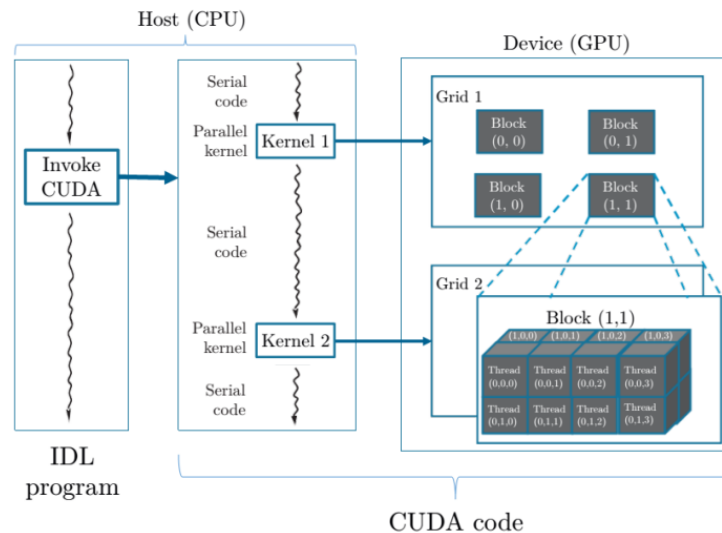 Host (CPU)
Device (GPU)
Invoke
CUDA
IDL
program
Serial
code
Parallel
kernel
Kernel 1
Serial
code
Parallel
kernel
Kernel 2
Serial
code
Grid 1
Block
(0, 0)
Block
(0, 1)
Block
(1, 0)
Block
(1, 1)
Grid 2
Block (1,1)
(1,0,0) (1,0,1) (1,0,2) (1,0,3)
Thread Thread Thread Thread
(0,0,0) (0,0,1) (0,0,2) (0,0,3)
Thread Thread Thread Thread
(0,1,0) (0,1,1) (0,1,2) (0,1,3)
CUDA code